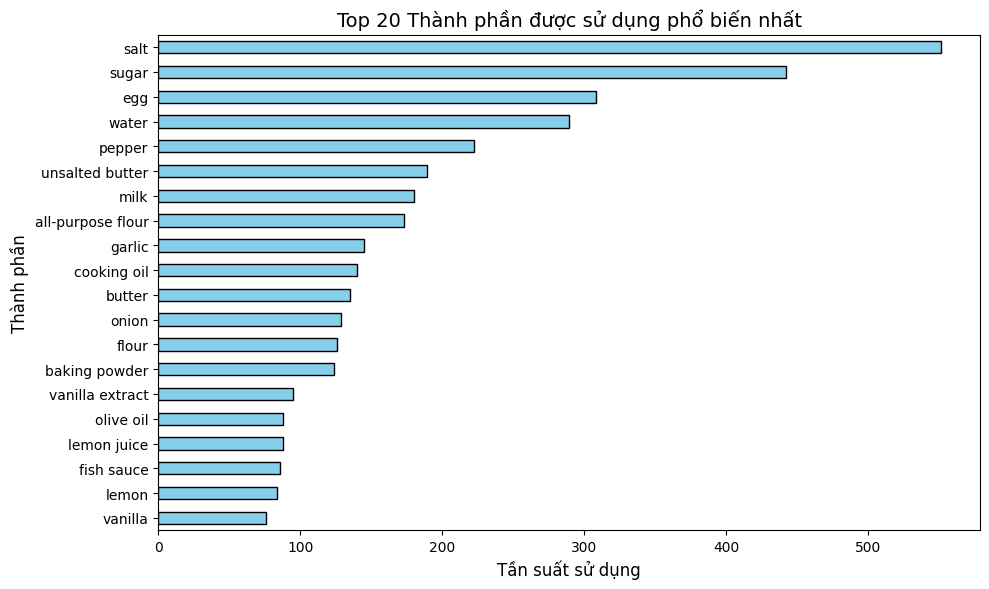 Top 20 Thành phần được sử dụng phổ biến nhất
Thành phần
salt
sugar
egg
water
pepper
unsalted butter
milk
all-purpose flour
garlic
cooking oil
butter
onion
flour
baking powder
vanilla extract
olive oil
lemon juice
fish sauce
lemon
vanilla
0 100 200 300 400 500
Tần suất sử dụng